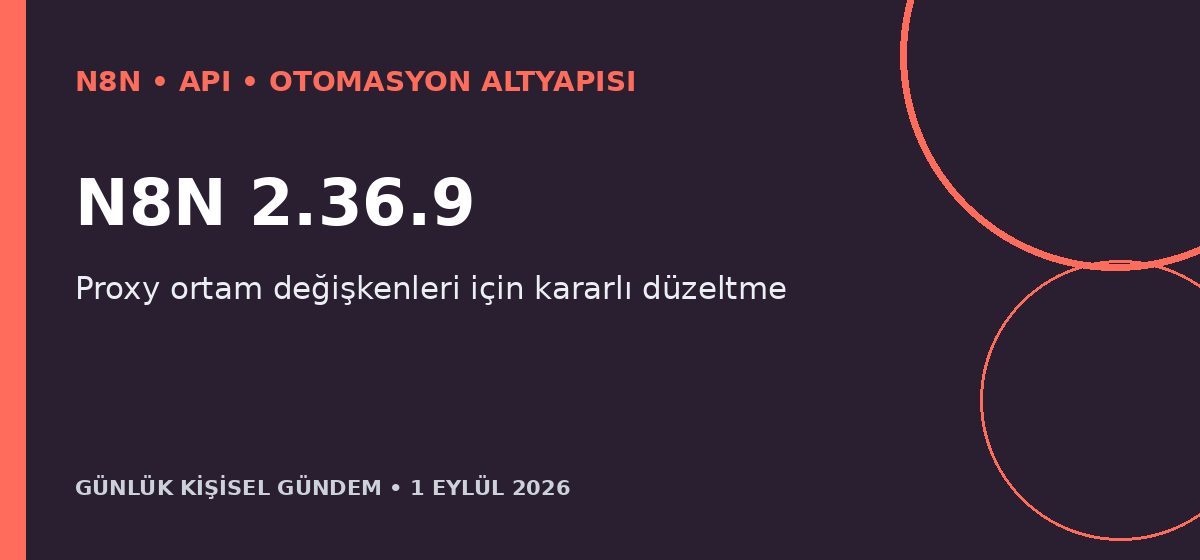 N8N • API • OTOMASYON ALTYAPISI
N8N 2.36.9
Proxy ortam değişkenleri için kararlı düzeltme
GÜNLÜK KİŞİSEL GÜNDEM • 1 EYLÜL 2026